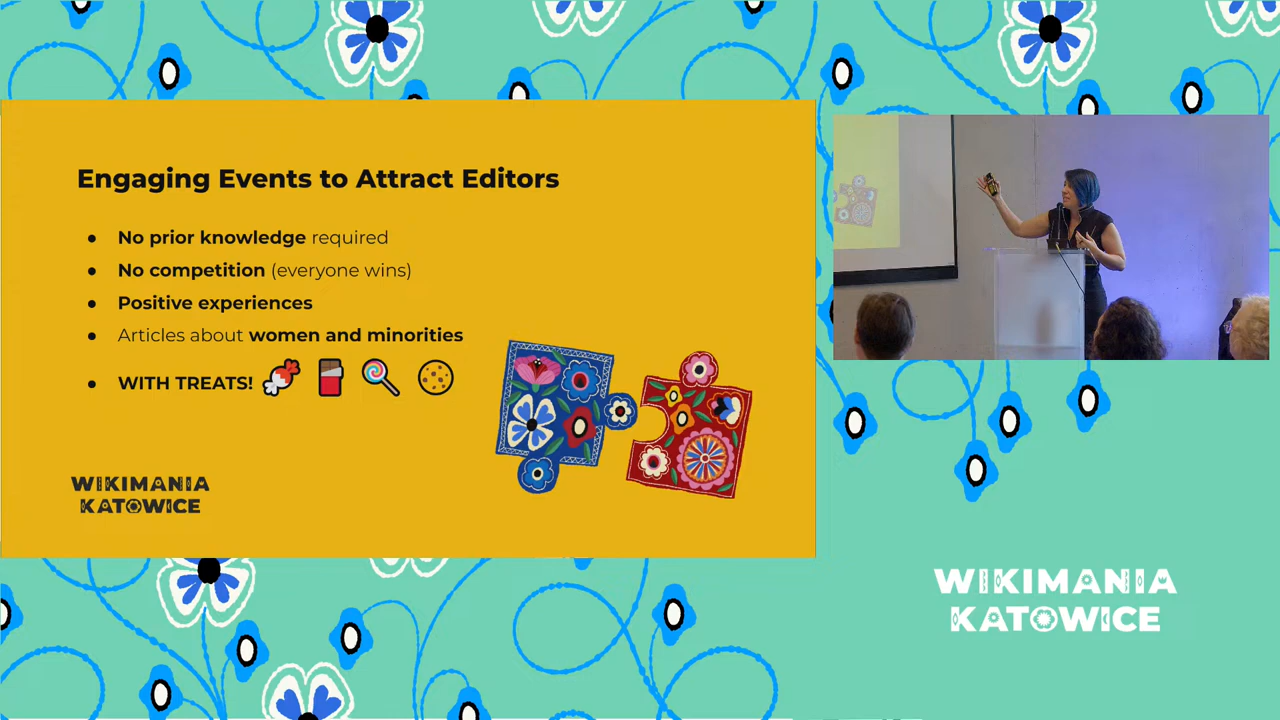 Engaging Events to Attract Editors
● No prior knowledge required
● No competition (everyone wins)
● Positive experiences
● Articles about women and minorities
● WITH TREATS!
WIKIMANIA
KATOWICE
WIKIMANIA
KATOWICE